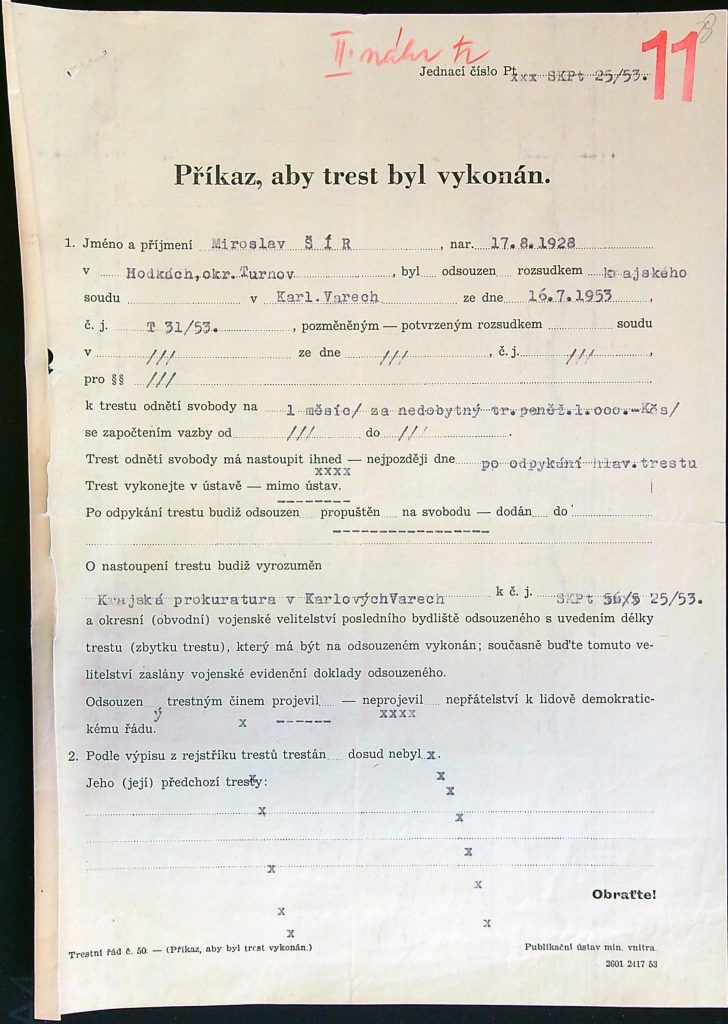 II. náhr tr
Jednací číslo Pt xxx SKPt 25/53.
11
Příkaz, aby trest byl vykonán.
1. Jméno a příjmení Miroslav ŠÍR, nar. 17.8.1928
v Hodkách,okr.Turnov, byl odsouzen rozsudkem krajského
soudu v Karl.Varech ze dne 16.7.1953,
č. j. T 31/53., pozměněným — potvrzeným rozsudkem soudu
v /// ze dne ///, č. j. ///,
pro §§ ///
k trestu odnětí svobody na 1 měsíc/ za nedobytný tr.peněž.1.000.-Kčs/
se započtením vazby od /// do ///.
Trest odnětí svobody má nastoupit ihned — nejpozději dne po odpykání hlav.trestu
xxxx
Trest vykonejte v ústavě — mimo ústav.
--------
Po odpykání trestu budiž odsouzen propuštěn na svobodu — dodán do
-----------------
O nastoupení trestu budiž vyrozuměn
Krajská prokuratura v KarlovýchVarech k č. j. SKPt 25/53.
a okresní (obvodní) vojenské velitelství posledního bydliště odsouzeného s uvedením délky
trestu (zbytku trestu), který má být na odsouzeném vykonán; současně buďte tomuto ve-
litelství zaslány vojenské evidenční doklady odsouzeného.
Odsouzen trestným činem projevil — neprojevil nepřátelství k lidově demokratic-
ý x ------ xxxx
kému řádu.
2. Podle výpisu z rejstříku trestů trestán dosud nebyl x.
Jeho (její) předchozí tresty: x
x
x x
x
x
x
x x
x
Obraťte!
Trestní řád č. 50. — (Příkaz, aby byl trest vykonán.)
Publikační ústav min. vnitra.
2601 2417 53